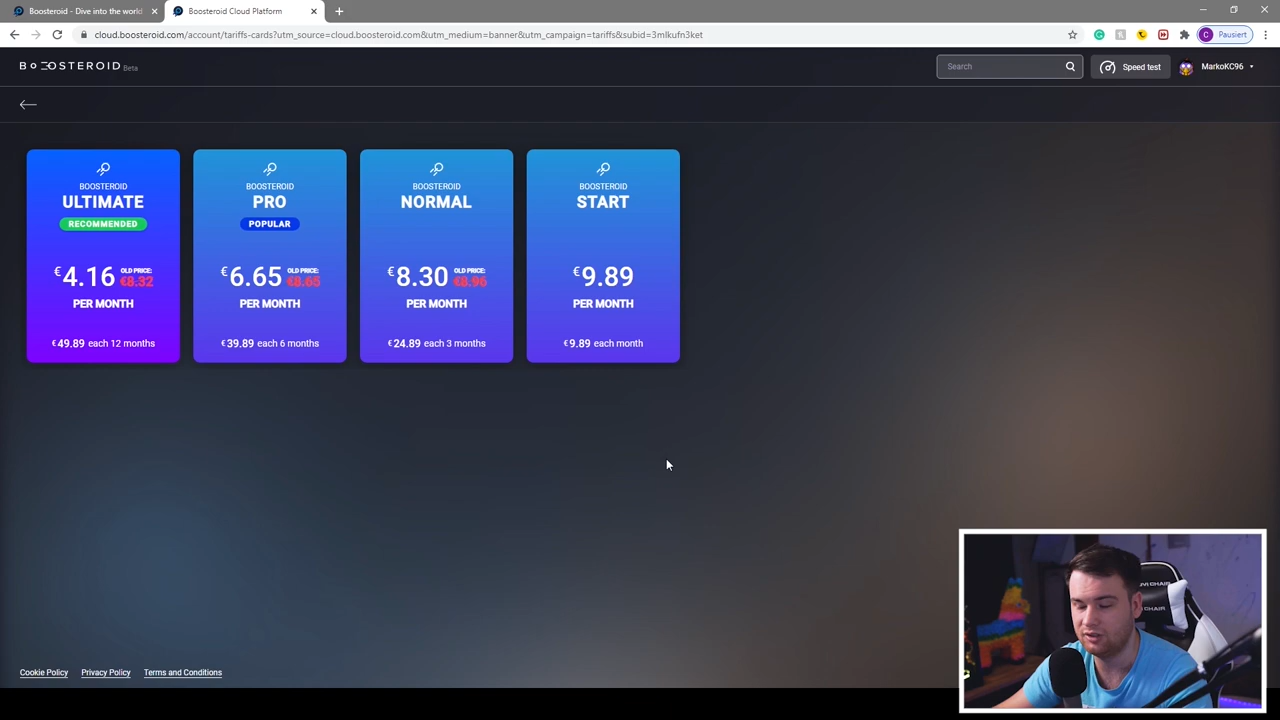 Boosteroid - Dive into the world
Boosteroid Cloud Platform
cloud.boosteroid.com/account/tariffs-cards?utm_source=cloud.boosteroid.com&utm_medium=banner&utm_campaign=tariffs&subid=3mlkufn3ket
C Pausiert
BOOSTEROID Beta
Search
Speed test
MarkoKC96
BOOSTEROID
ULTIMATE
RECOMMENDED
€4.16 OLD PRICE: €8.32
PER MONTH
€49.89 each 12 months
BOOSTEROID
PRO
POPULAR
€6.65 OLD PRICE: €8.65
PER MONTH
€39.89 each 6 months
BOOSTEROID
NORMAL
€8.30 OLD PRICE: €8.96
PER MONTH
€24.89 each 3 months
BOOSTEROID
START
€9.89
PER MONTH
€9.89 each month
Cookie Policy
Privacy Policy
Terms and Conditions
CHAIR
CHAIR